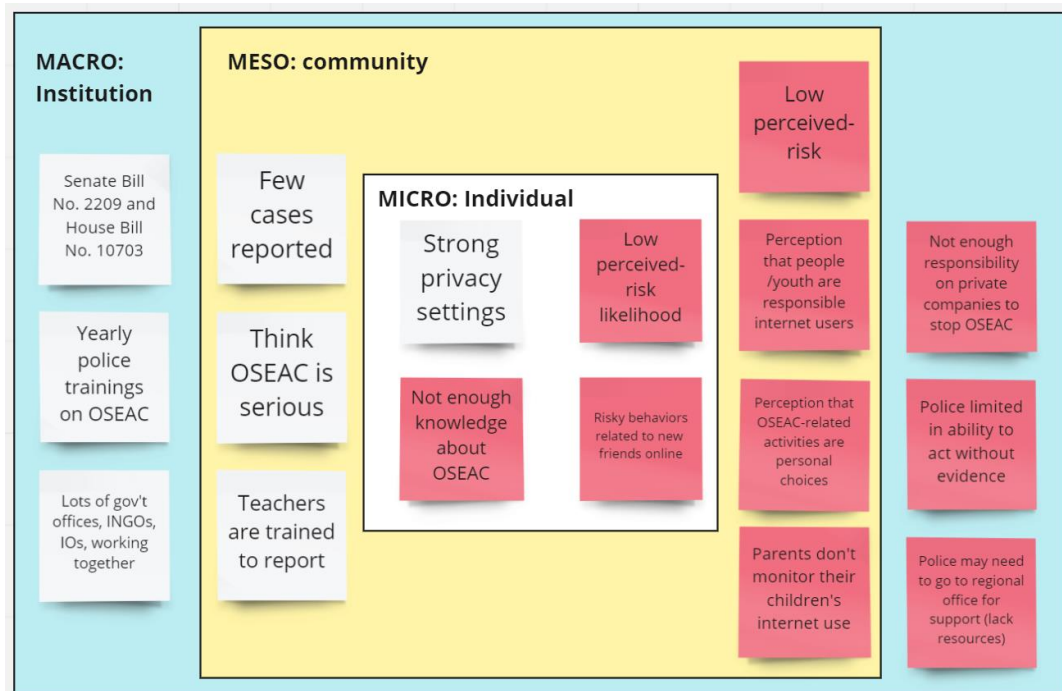 MACRO:
Institution
Senate Bill
No. 2209 and
House Bill
No. 10703
Yearly
police
trainings
on OSEAC
Lots of gov't
offices, INGOs,
IOs, working
together
MESO: community
Few
cases
reported
Think
OSEAC is
serious
Teachers
are trained
to report
MICRO: Individual
Strong
privacy
settings
Low
perceived-
risk
likelihood
Not enough
knowledge
about
OSEAC
Risky behaviors
related to new
friends online
Low
perceived-
risk
Perception
that people
/youth are
responsible
internet users
Perception that
OSEAC-related
activities are
personal
choices
Parents don't
monitor their
children's
internet use
Not enough
responsibility
on private
companies to
stop OSEAC
Police limited
in ability to
act without
evidence
Police may need
to go to regional
office for
support (lack
resources)